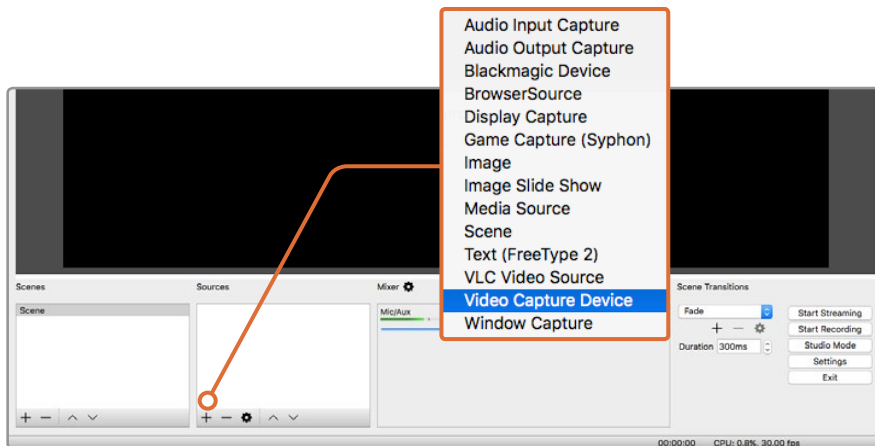 Audio Input Capture
Audio Output Capture
Blackmagic Device
BrowserSource
Display Capture
Game Capture (Syphon)
Image
Image Slide Show
Media Source
Scene
Text (FreeType 2)
VLC Video Source
Video Capture Device
Window Capture
Scenes
Scene
Sources
Mixer
Mic/Aux
Scene Transitions
Fade
Duration 300ms
Start Streaming
Start Recording
Studio Mode
Settings
Exit
00:00:00 CPU: 0.8%, 30.00 fps